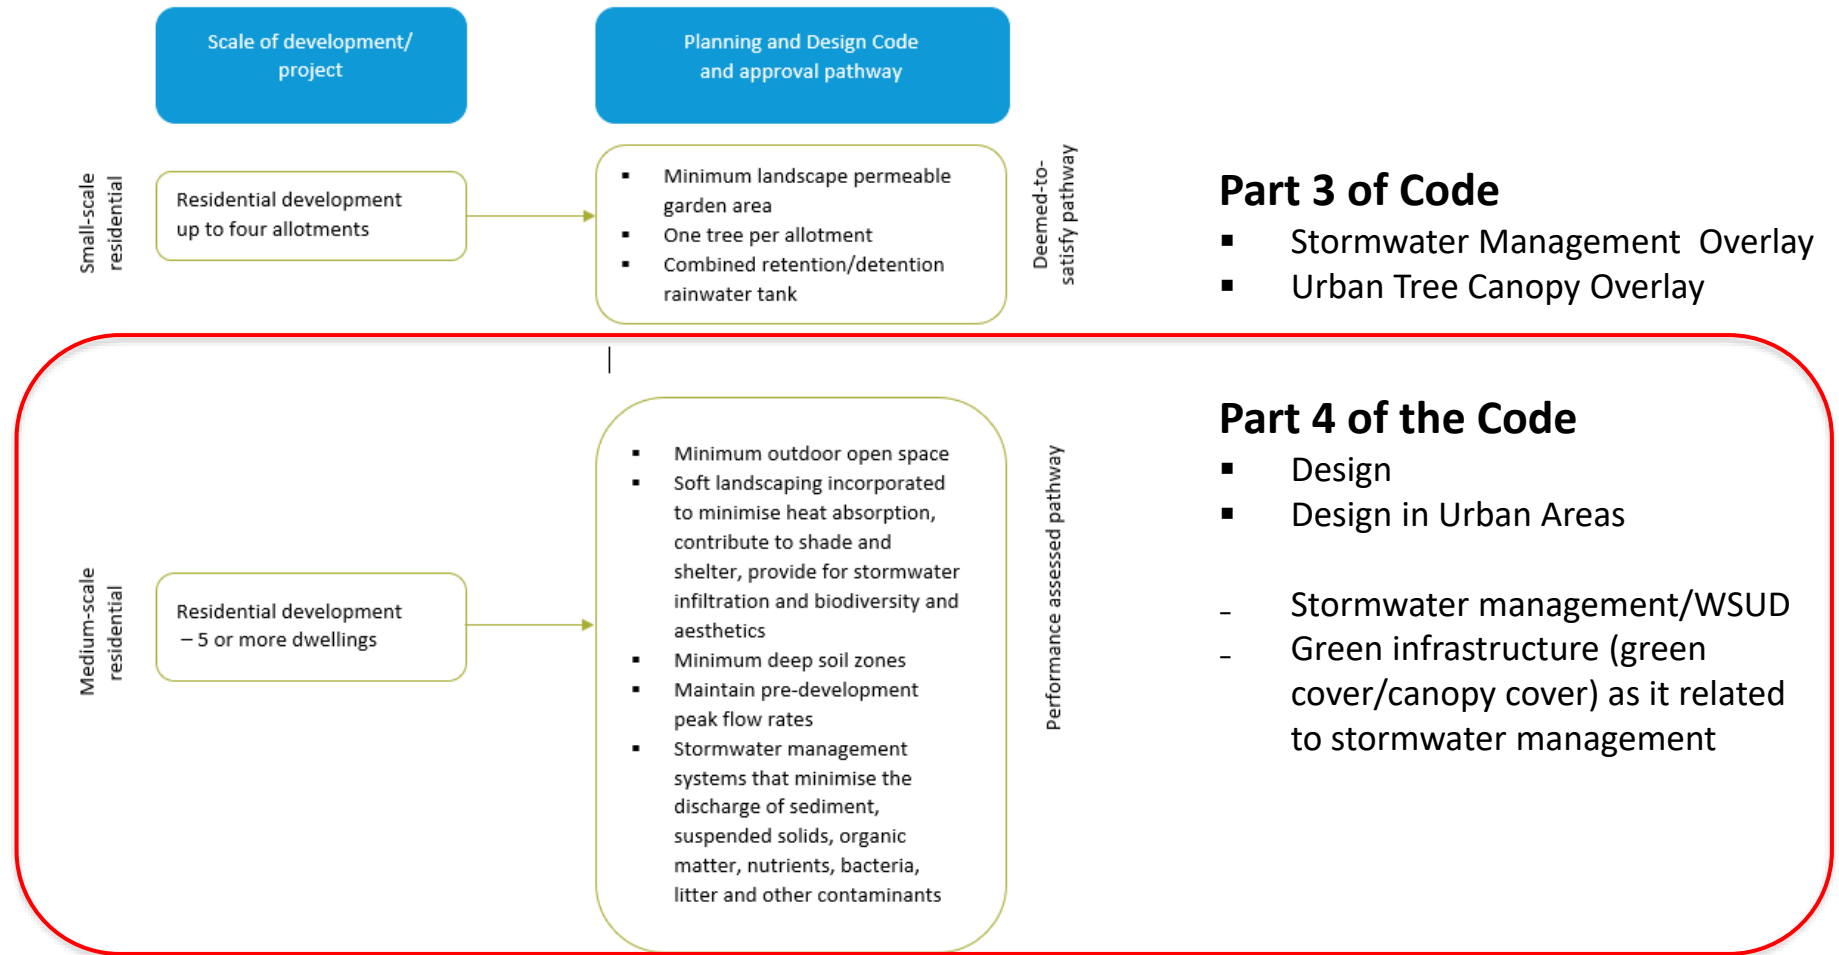 Scale of development/
project
Planning and Design Code
and approval pathway
Small-scale
residential
Residential development
up to four allotments
▪ Minimum landscape permeable
garden area
▪ One tree per allotment
▪ Combined retention/detention
rainwater tank
Deemed-to-
satisfy pathway
Part 3 of Code
▪ Stormwater Management  Overlay
▪ Urban Tree Canopy Overlay
Medium-scale
residential
Residential development
– 5 or more dwellings
▪ Minimum outdoor open space
▪ Soft landscaping incorporated
to minimise heat absorption,
contribute to shade and
shelter, provide for stormwater
infiltration and biodiversity and
aesthetics
▪ Minimum deep soil zones
▪ Maintain pre-development
peak flow rates
▪ Stormwater management
systems that minimise the
discharge of sediment,
suspended solids, organic
matter, nutrients, bacteria,
litter and other contaminants
Performance assessed pathway
Part 4 of the Code
▪ Design
▪ Design in Urban Areas
- Stormwater management/WSUD
- Green infrastructure (green
cover/canopy cover) as it related
to stormwater management